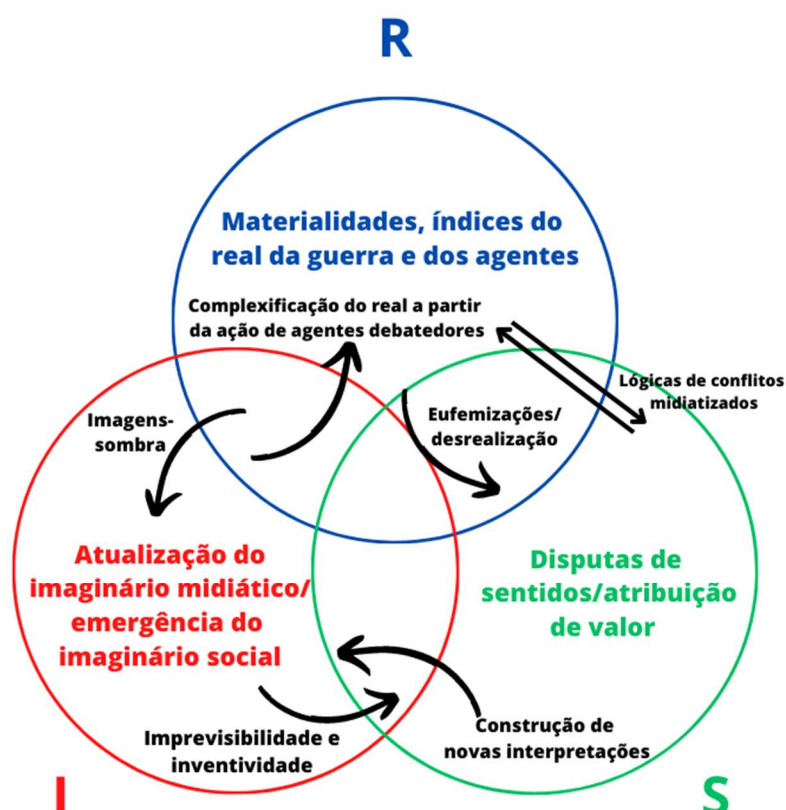 R
Materialidades, índices do
real da guerra e dos agentes
Complexificação do real a partir
da ação de agentes debatedores
Lógicas de conflitos
midiatizados
Imagens-
sombra
Eufemizações/
desrealização
Atualização do
imaginário midiático/
emergência do
imaginário social
Disputas de
sentidos/atribuição
de valor
Imprevisibilidade e
inventividade
Construção de
novas interpretações
I
S